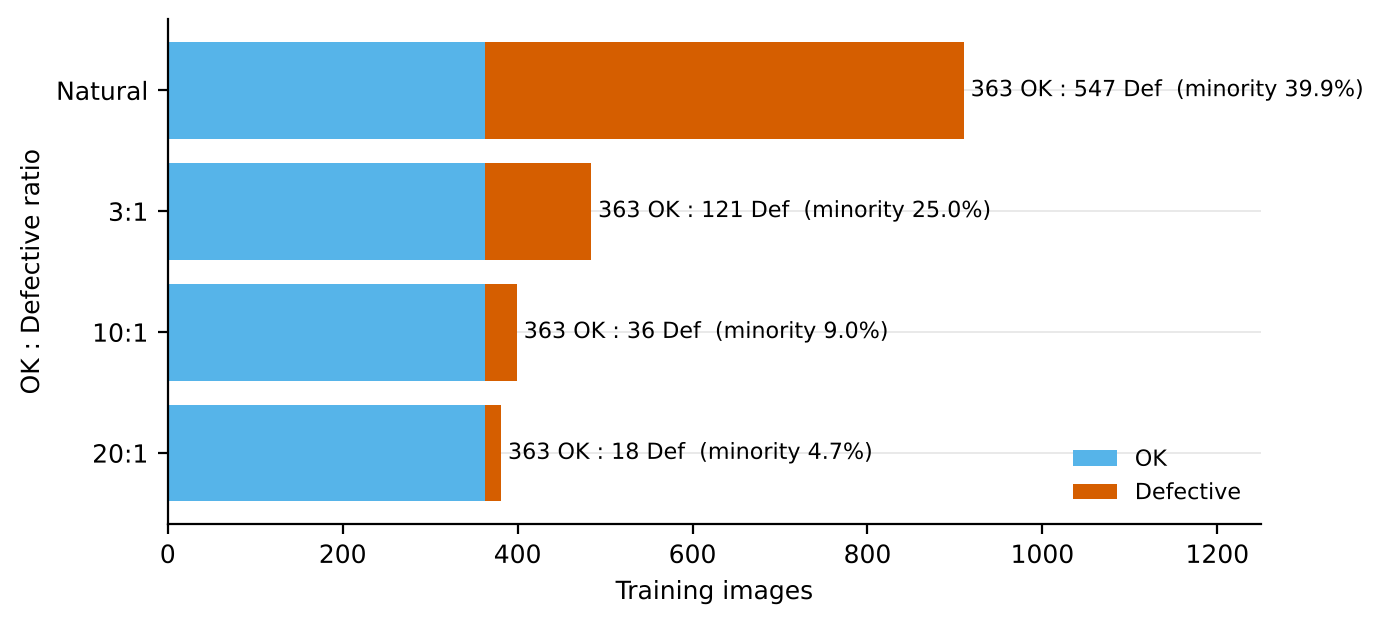 OK : Defective ratio
Natural
363 OK : 547 Def  (minority 39.9%)
3:1
363 OK : 121 Def  (minority 25.0%)
10:1
363 OK : 36 Def  (minority 9.0%)
20:1
363 OK : 18 Def  (minority 4.7%)
OK
Defective
0 200 400 600 800 1000 1200
Training images